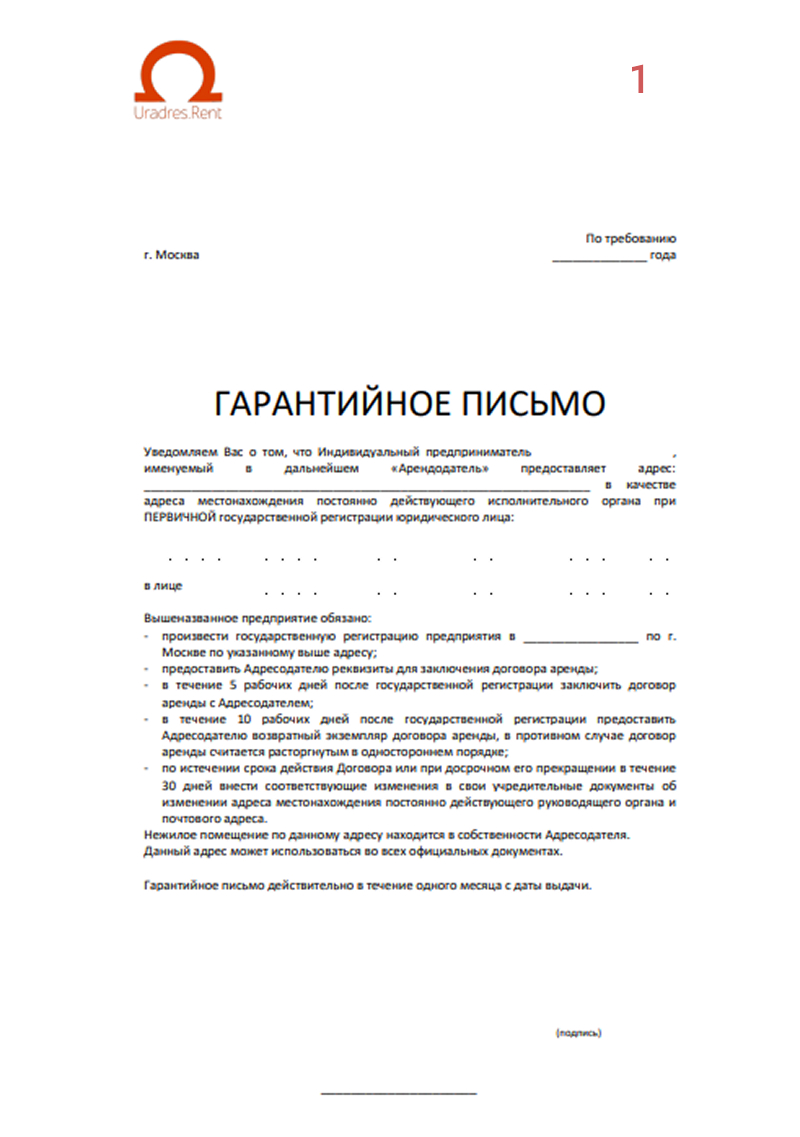 Uradres.Rent
1
По требованию
г. Москва ______________ года
ГАРАНТИЙНОЕ ПИСЬМО
Уведомляем Вас о том, что Индивидуальный предприниматель ,
именуемый в дальнейшем «Арендодатель» предоставляет адрес:
__________________________________________________________________ в качестве
адреса местонахождения постоянно действующего исполнительного органа при
ПЕРВИЧНОЙ государственной регистрации юридического лица:
в лице
Вышеназванное предприятие обязано:
- произвести государственную регистрацию предприятия в _________________ по г.
Москве по указанному выше адресу;
- предоставить Адресодателю реквизиты для заключения договора аренды;
- в течение 5 рабочих дней после государственной регистрации заключить договор
аренды с Адресодателем;
- в течение 10 рабочих дней после государственной регистрации предоставить
Адресодателю возвратный экземпляр договора аренды, в противном случае договор
аренды считается расторгнутым в одностороннем порядке;
- по истечении срока действия Договора или при досрочном его прекращении в течение
30 дней внести соответствующие изменения в свои учредительные документы об
изменении адреса местонахождения постоянно действующего руководящего органа и
почтового адреса.
Нежилое помещение по данному адресу находится в собственности Адресодателя.
Данный адрес может использоваться во всех официальных документах.
Гарантийное письмо действительно в течение одного месяца с даты выдачи.
(подпись)
_______________________